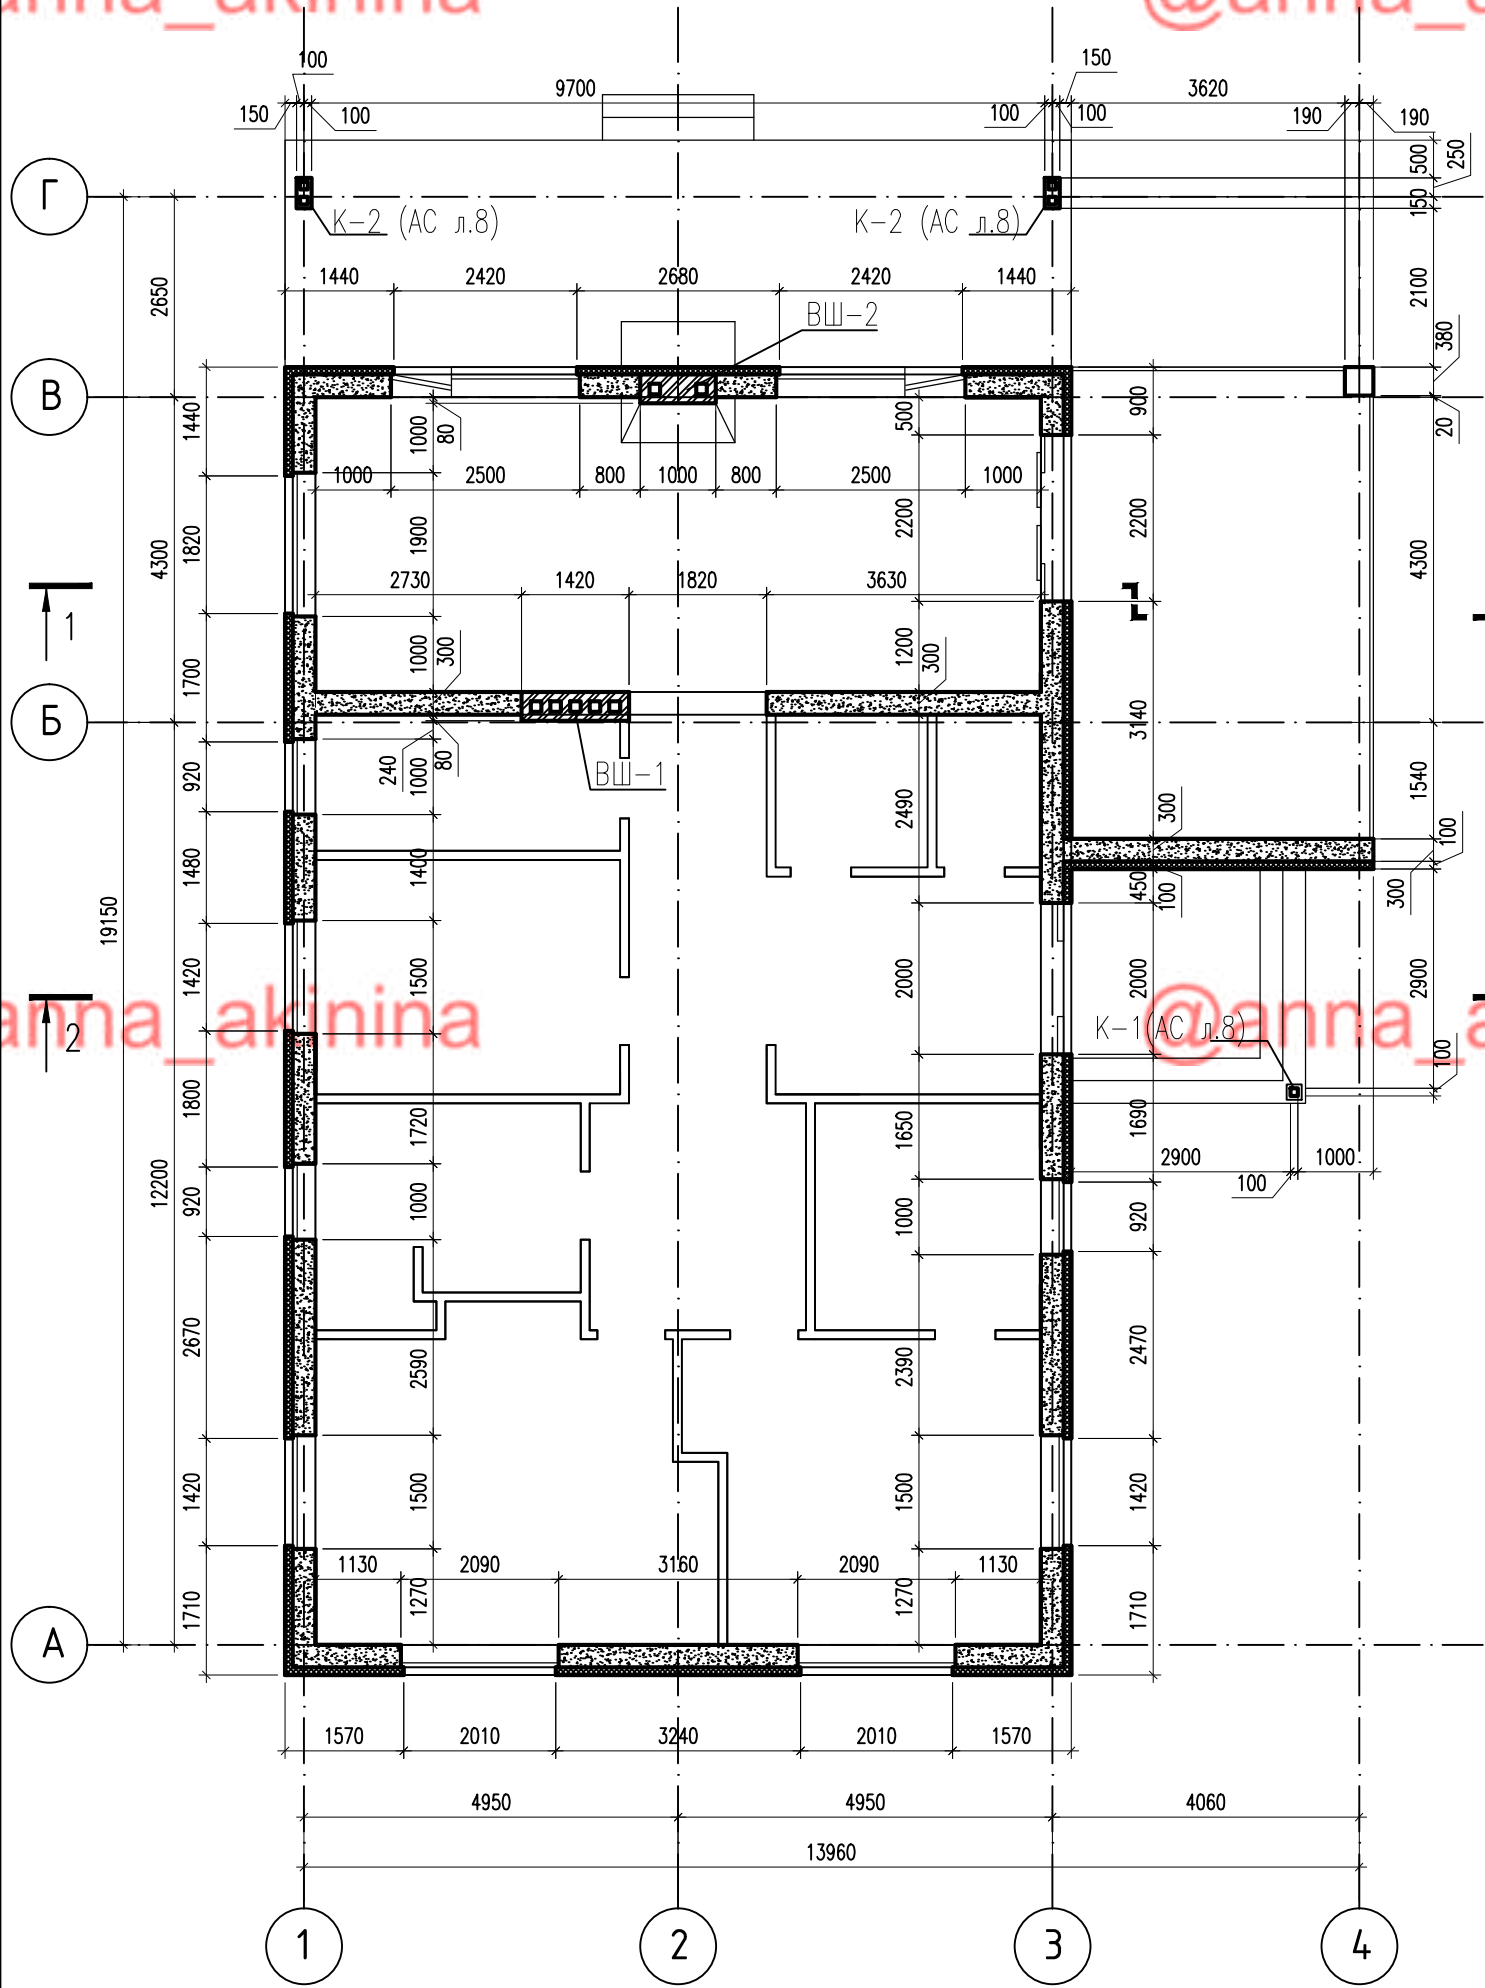 anna_akinina @anna_a
100 150
9700 3620
150 100 100 100 190 190
500 250
Г
150
К-2 (АС л.8) К-2 (АС л.8)
1440 2420 2680 2420 1440
2650 2100
ВШ-2
380
В
1440 1000 80 500 900 20
1000 2500 800 1000 800 2500 1000
4300 1820 1900 2200 2200 4300
2730 1420 1820 3630
1
1700 1000 300 1200 300
Б
3140
920 240 1000 80 ВШ-1 2490 1540
300 100
1480 1400 450 100 300
19150
1420 1500 2000 2000 2900
anna_akinina @anna_a
2
К-1(АС л.8) 100
1800 1720 1650 1690
2900 1000
100
12200 920 1000 1000 920
2670 2590 2390 2470
1420 1500 1500 1420
1130 2090 3160 2090 1130
1710 1270 1270 1710
А
1570 2010 3240 2010 1570
4950 4950 4060
13960
1 2 3 4